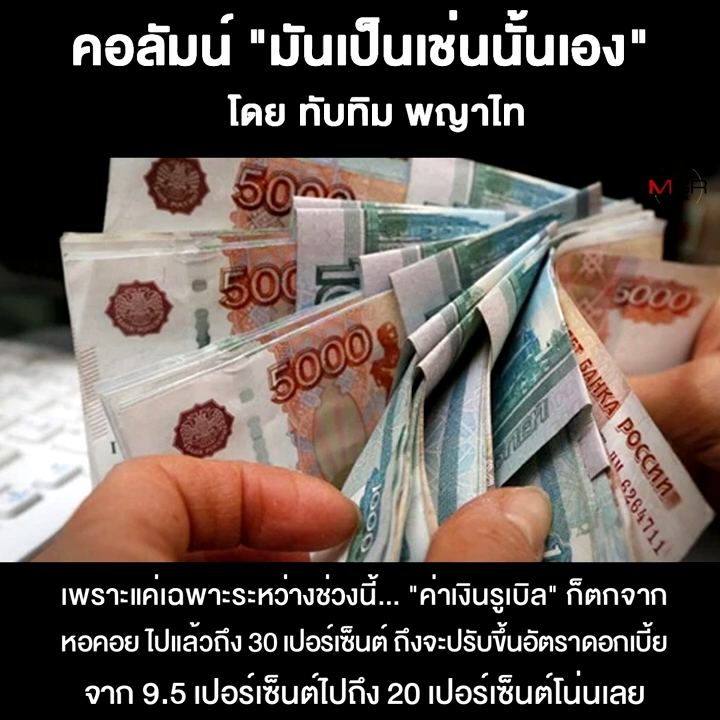 คอลัมน์ "มันเป็นเช่นนั้นเอง"
โดย ทับทิม พญาไท
MGR
5000
500
5000
5000
БАНКА РОССИИ
6264711
เพราะแค่เฉพาะระหว่างช่วงนี้... "ค่าเงินรูเบิล" ก็ตกจาก
หอคอย ไปแล้วถึง 30 เปอร์เซ็นต์ ถึงจะปรับขึ้นอัตราดอกเบี้ย
จาก 9.5 เปอร์เซ็นต์ไปถึง 20 เปอร์เซ็นต์โน่นเลย